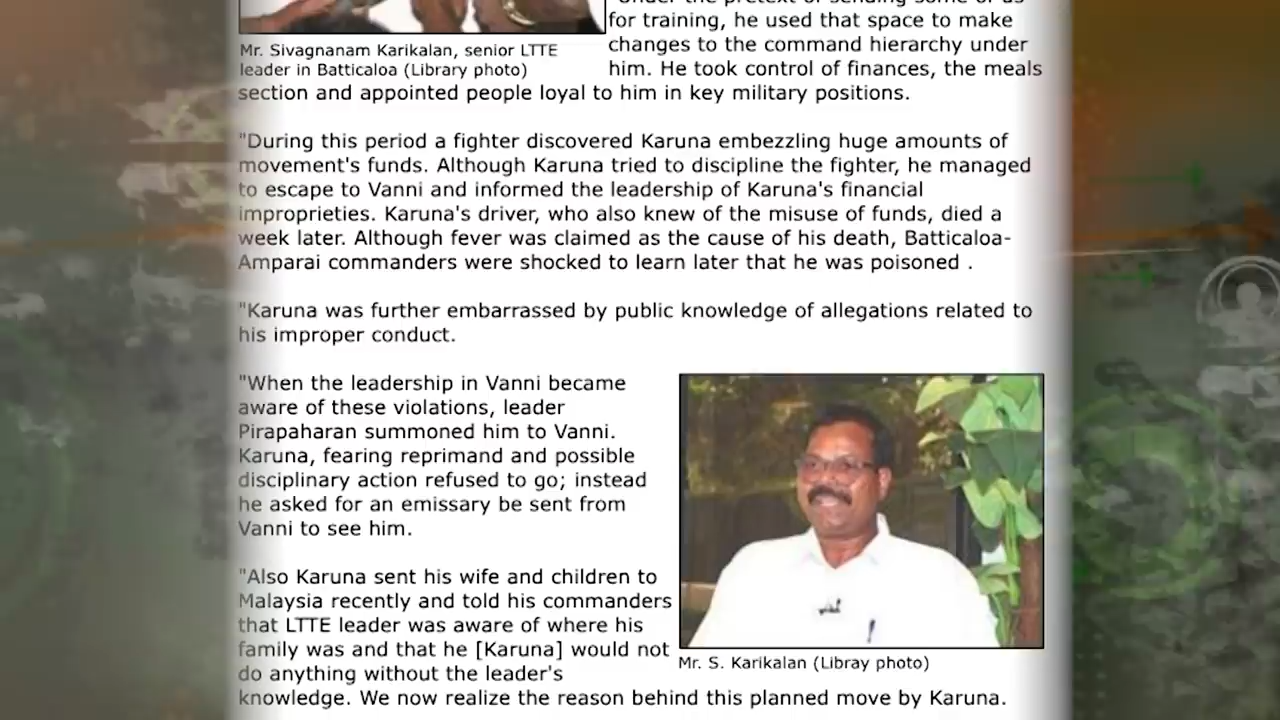 "Under the pretext of sending some of us
for training, he used that space to make
changes to the command hierarchy under
him. He took control of finances, the meals
section and appointed people loyal to him in key military positions.
Mr. Sivagnanam Karikalan, senior LTTE
leader in Batticaloa (Library photo)
"During this period a fighter discovered Karuna embezzling huge amounts of
movement's funds. Although Karuna tried to discipline the fighter, he managed
to escape to Vanni and informed the leadership of Karuna's financial
improprieties. Karuna's driver, who also knew of the misuse of funds, died a
week later. Although fever was claimed as the cause of his death, Batticaloa-
Amparai commanders were shocked to learn later that he was poisoned .
"Karuna was further embarrassed by public knowledge of allegations related to
his improper conduct.
"When the leadership in Vanni became
aware of these violations, leader
Pirapaharan summoned him to Vanni.
Karuna, fearing reprimand and possible
disciplinary action refused to go; instead
he asked for an emissary be sent from
Vanni to see him.
"Also Karuna sent his wife and children to
Malaysia recently and told his commanders
that LTTE leader was aware of where his
family was and that he [Karuna] would not
do anything without the leader's
knowledge. We now realize the reason behind this planned move by Karuna.
Mr. S. Karikalan (Libray photo)